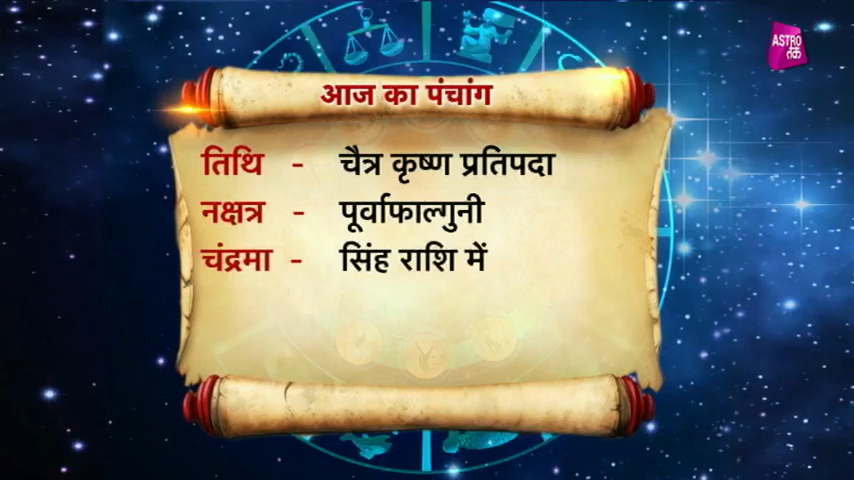 ASTRO
तक
आज का पंचांग
तिथि - चैत्र कृष्ण प्रतिपदा
नक्षत्र - पूर्वाफाल्गुनी
चंद्रमा - सिंह राशि में